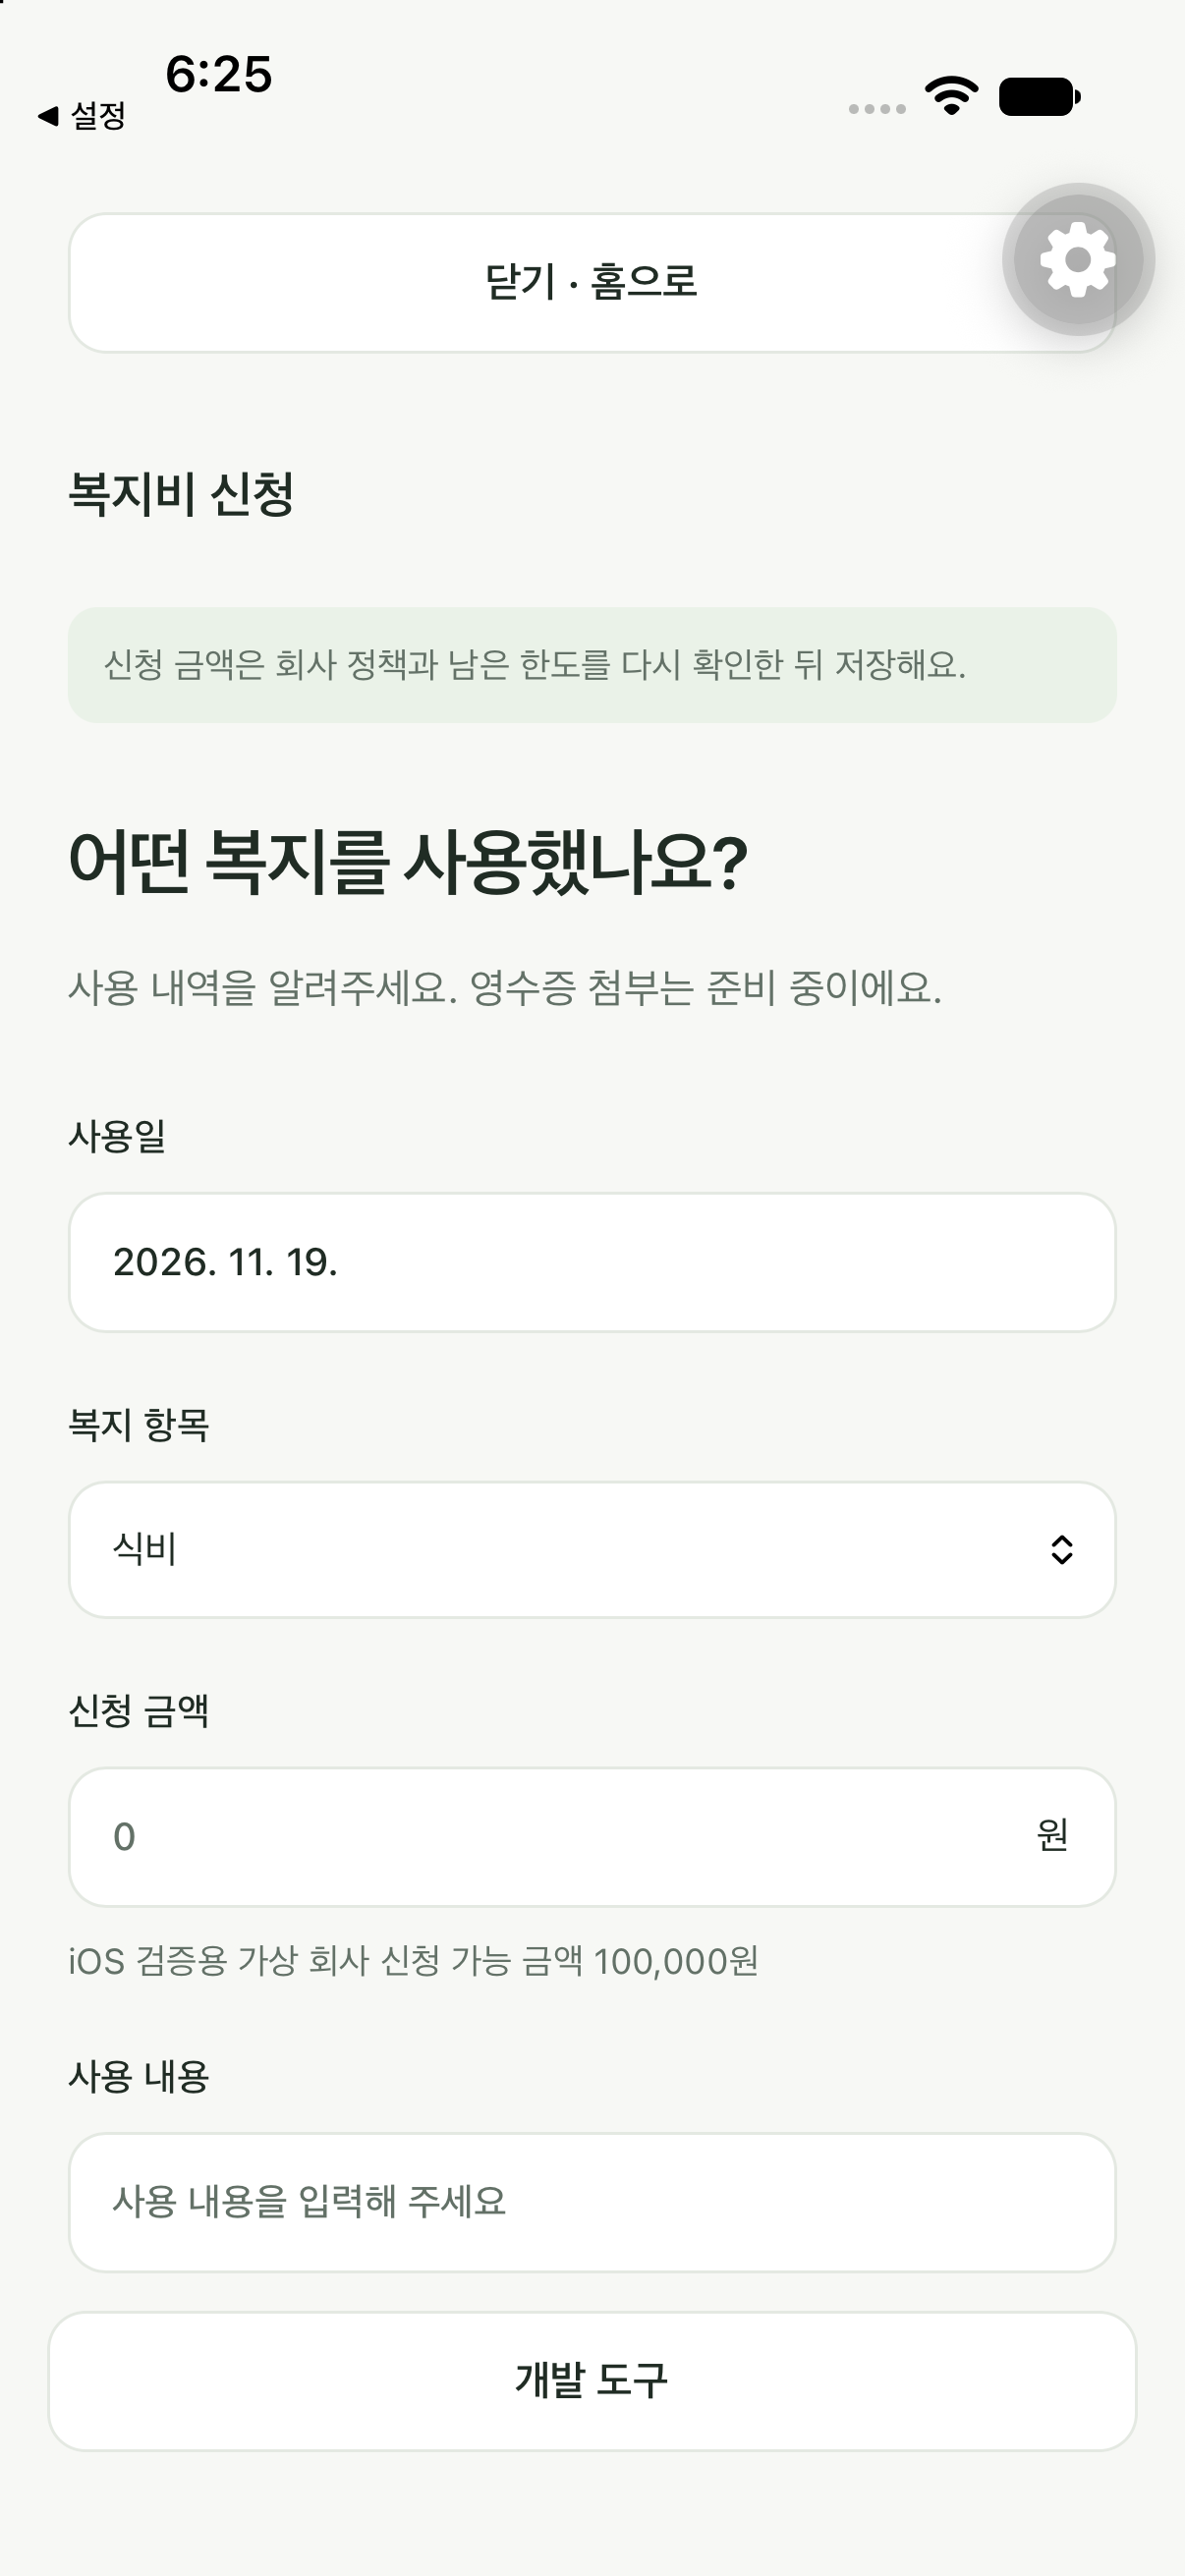 6:25
◀ 설정
닫기 · 홈으로
복지비 신청
신청 금액은 회사 정책과 남은 한도를 다시 확인한 뒤 저장해요.
어떤 복지를 사용했나요?
사용 내역을 알려주세요. 영수증 첨부는 준비 중이에요.
사용일
2026. 11. 19.
복지 항목
식비
신청 금액
0 원
iOS 검증용 가상 회사 신청 가능 금액 100,000원
사용 내용
사용 내용을 입력해 주세요
개발 도구